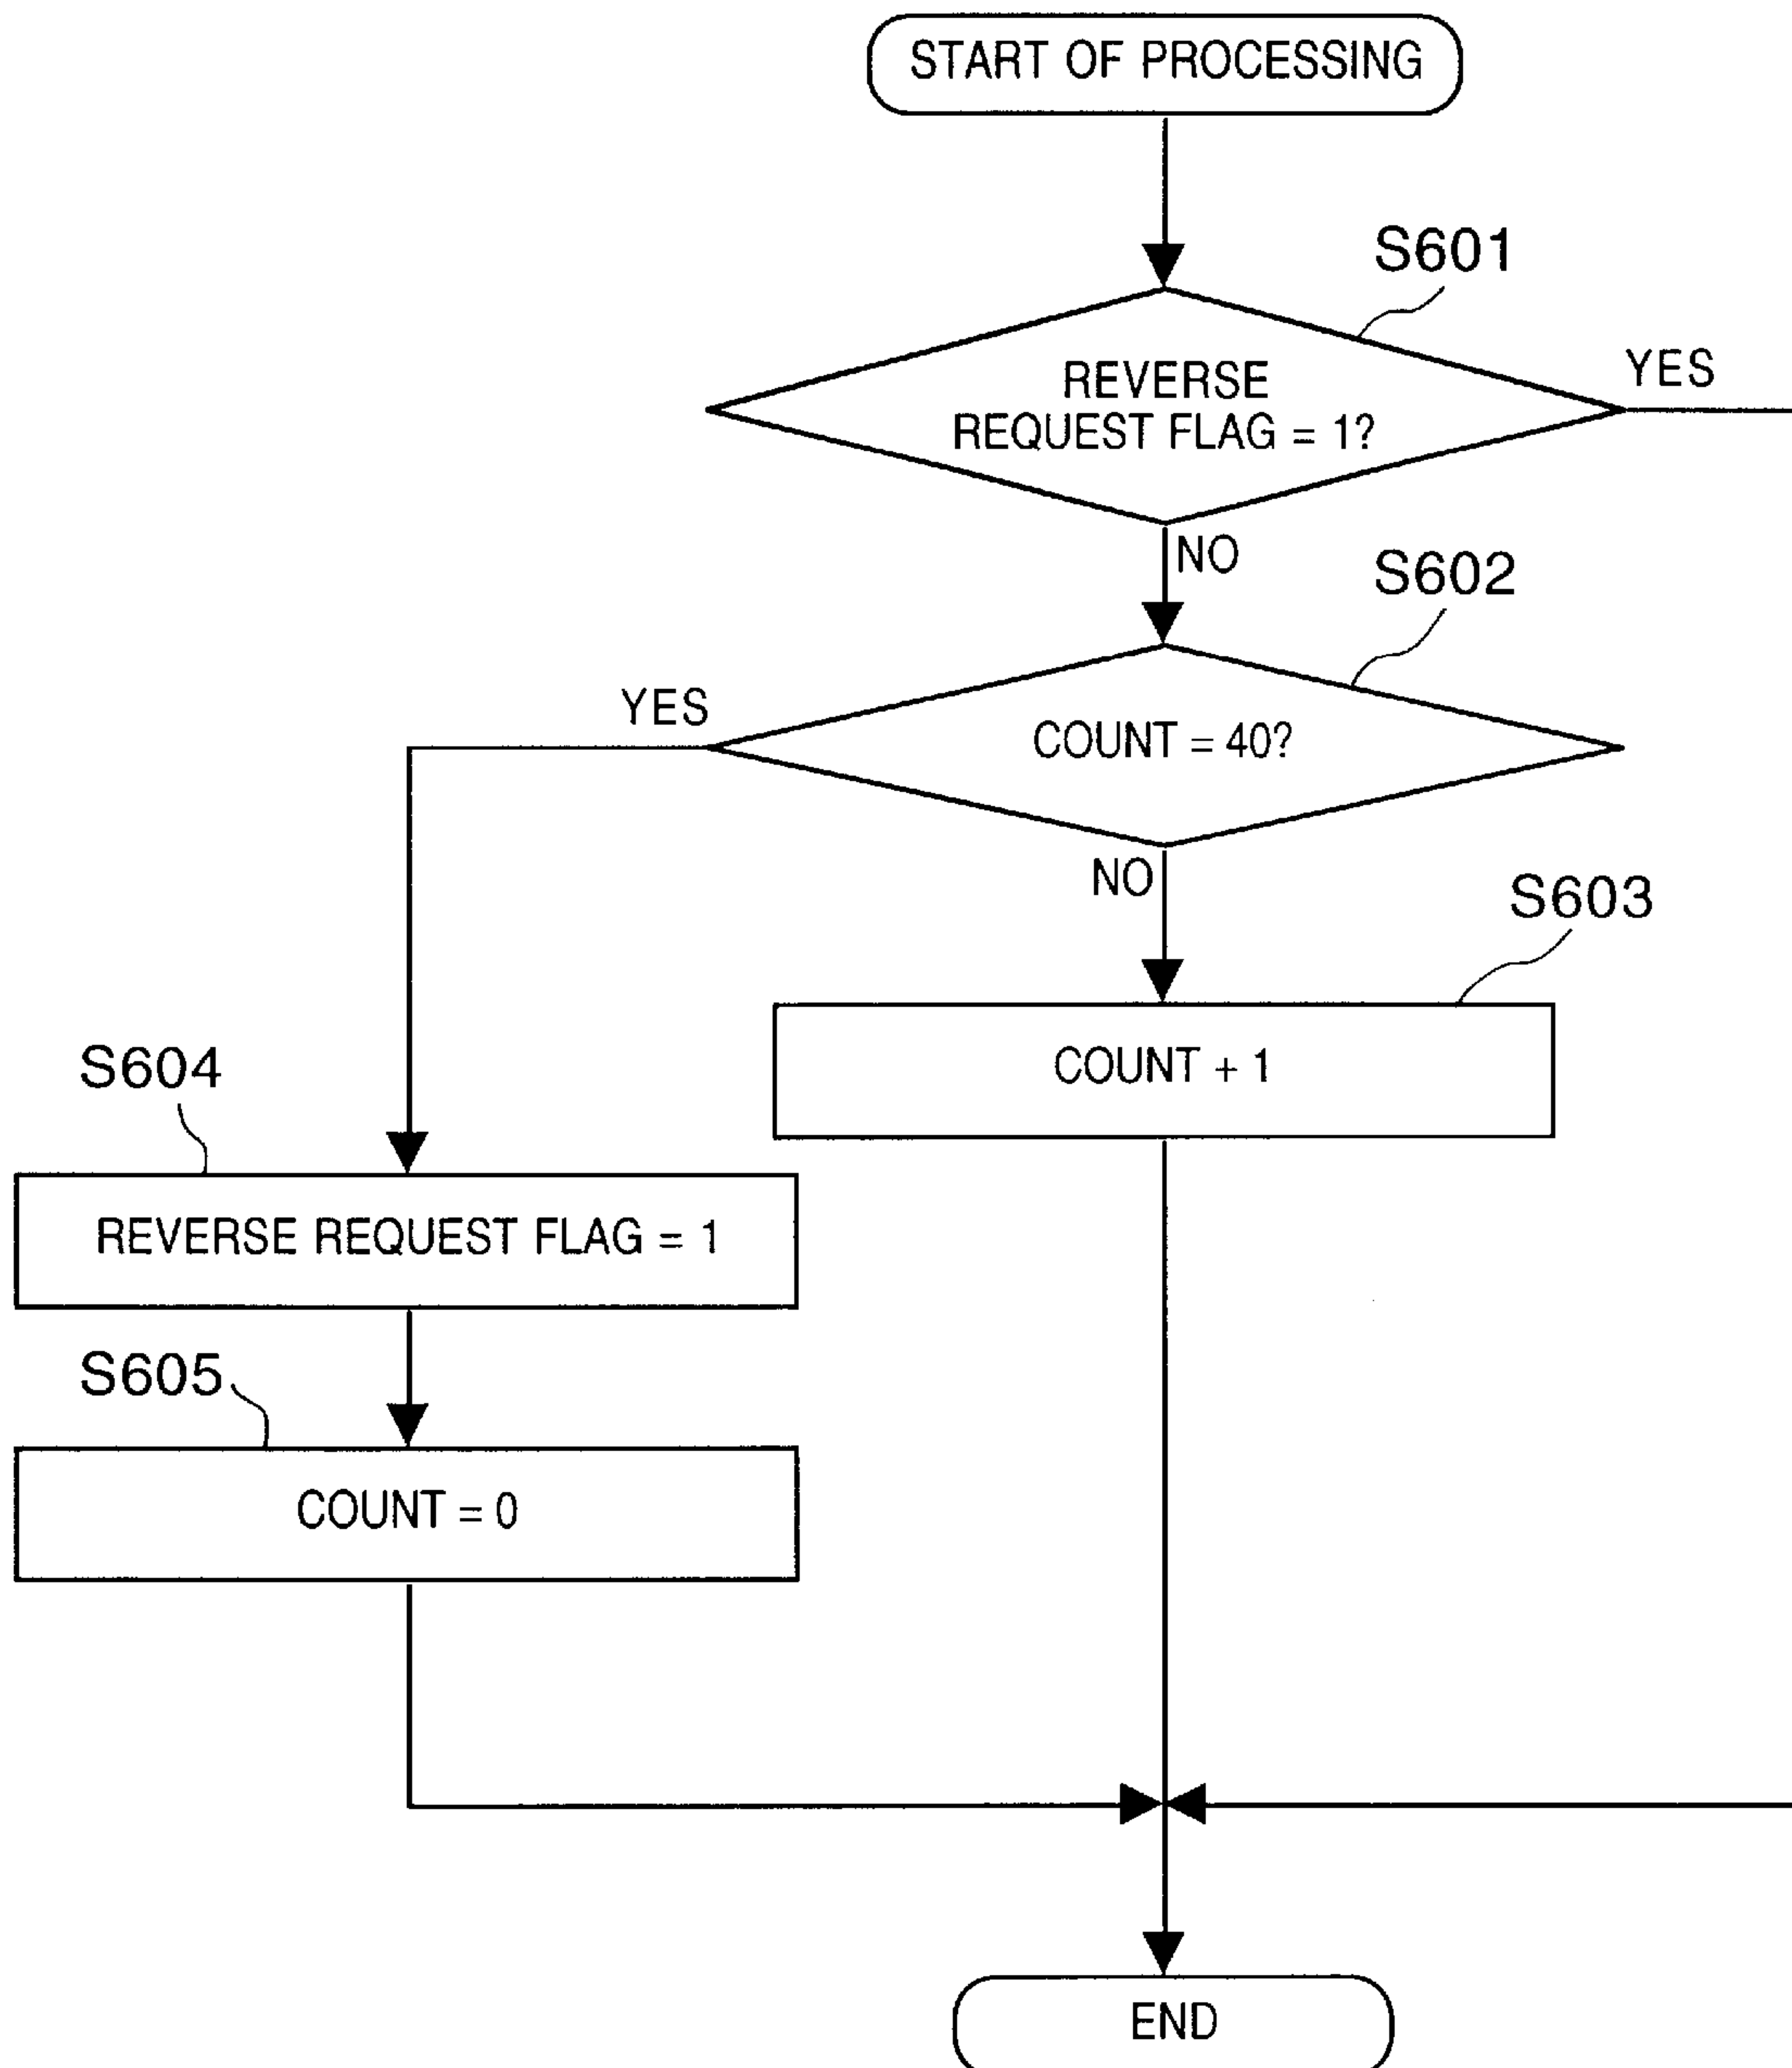 START OF PROCESSING
S601
REVERSE
REQUEST FLAG = 1?
YES
NO
S602
YES
COUNT = 40?
NO
S603
COUNT + 1
S604
REVERSE REQUEST FLAG = 1
S605
COUNT = 0
END